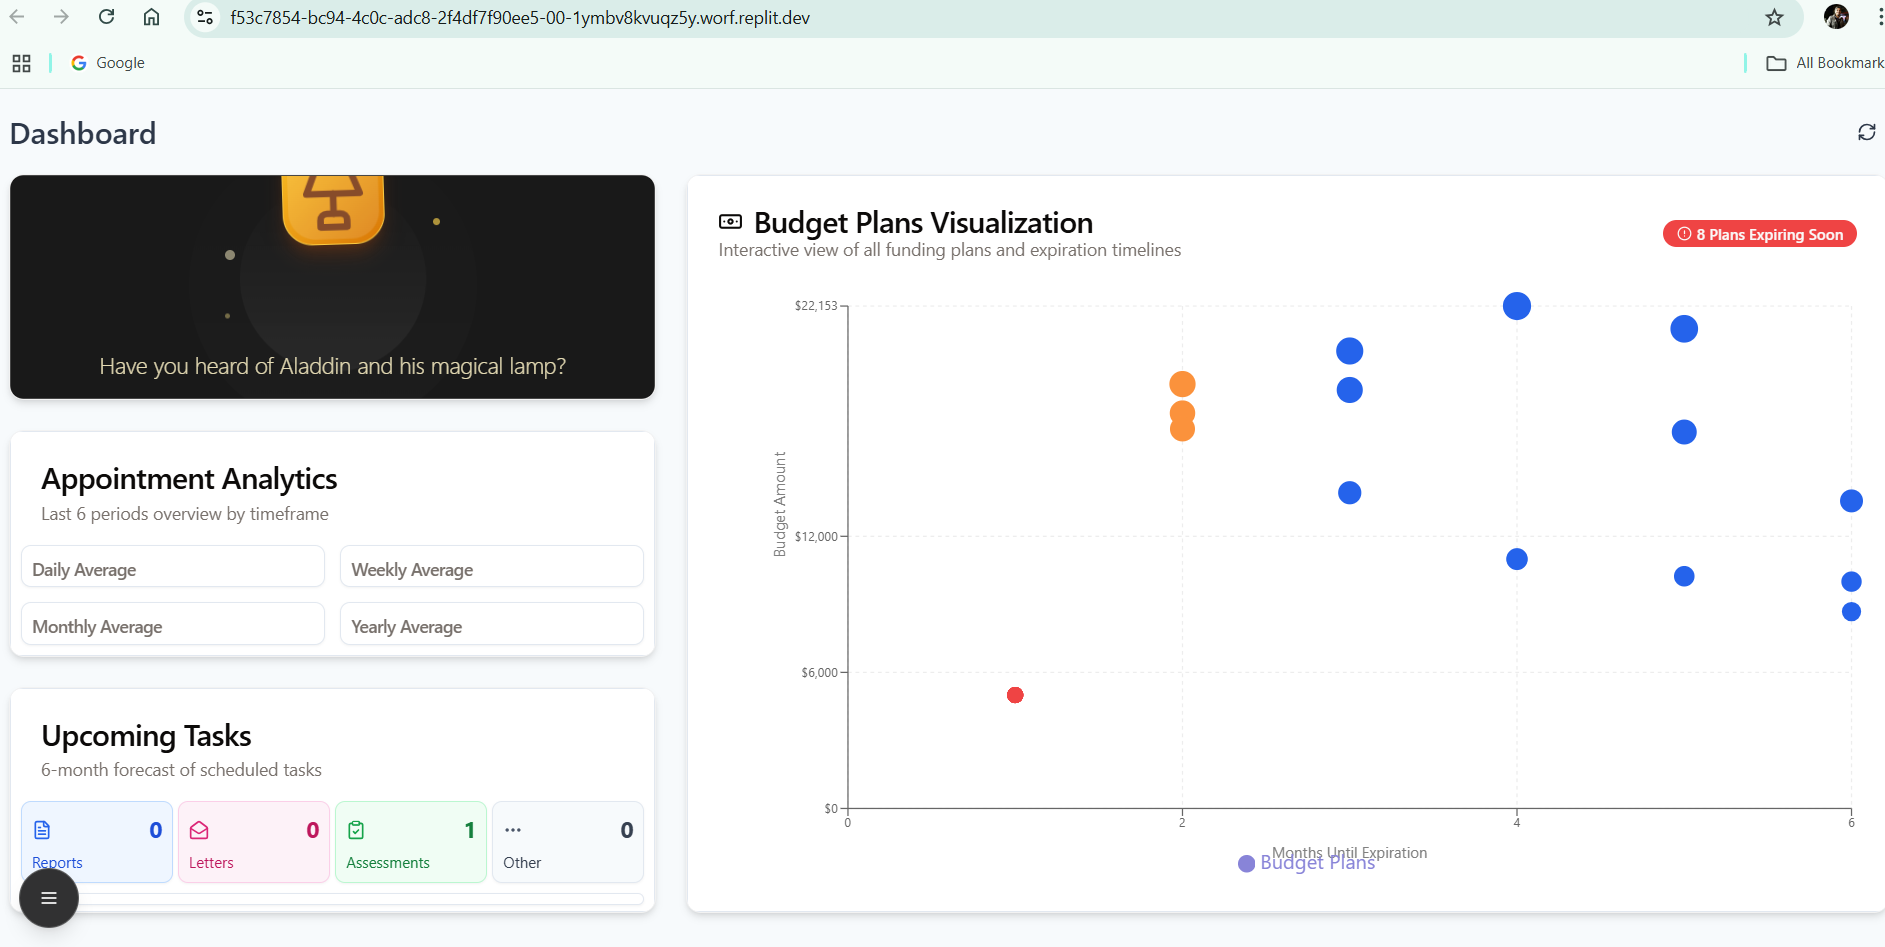 f53c7854-bc94-4c0c-adc8-2f4df7f90ee5-00-1ymbv8kvuqz5y.worf.replit.dev
Google
All Bookmark
Dashboard
Have you heard of Aladdin and his magical lamp?
Appointment Analytics
Last 6 periods overview by timeframe
Daily Average
Weekly Average
Monthly Average
Yearly Average
Upcoming Tasks
6-month forecast of scheduled tasks
0
Reports
0
Letters
1
Assessments
0
Other
Budget Plans Visualization
Interactive view of all funding plans and expiration timelines
8 Plans Expiring Soon
$22,153
$12,000
$6,000
$0
Budget Amount
0 2 4 6
Months Until Expiration
Budget Plans